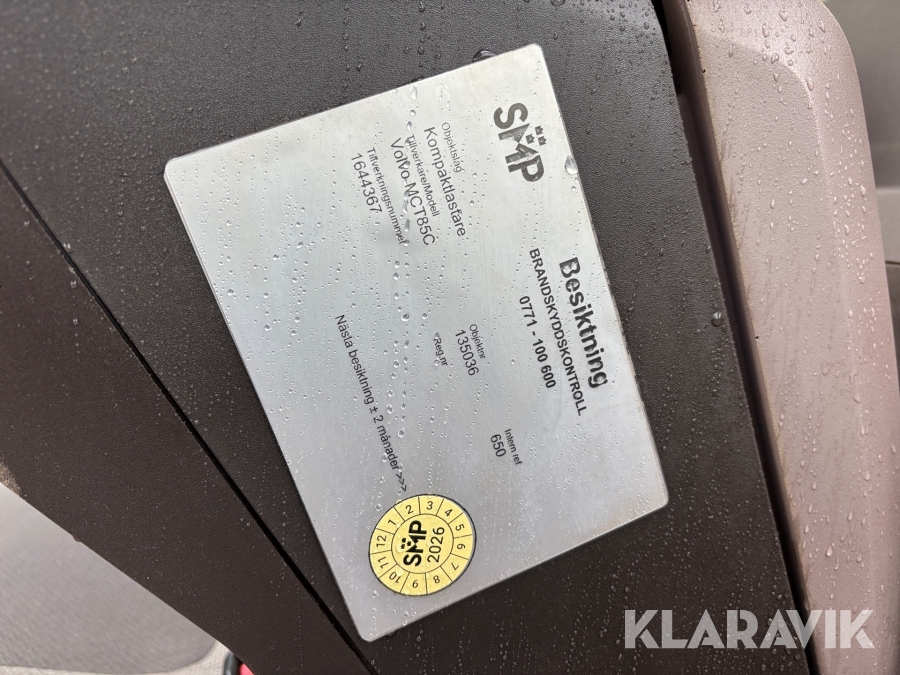 SMP
Besiktning
BRANDSKYDDSKONTROLL
0771 - 100 600
Objektslag
Kompaktlastare
Tillverkare/Modell
Volvo-MCT85C
Tillverkningsnummer
1644367
Objektnr
135036
Reg.nr
Intern ref
650
Nästa besiktning ± 2 månader >>>
1 2 3 4 5 6 7 8 9 10 11 12
SMP
2026
KLARAVIK